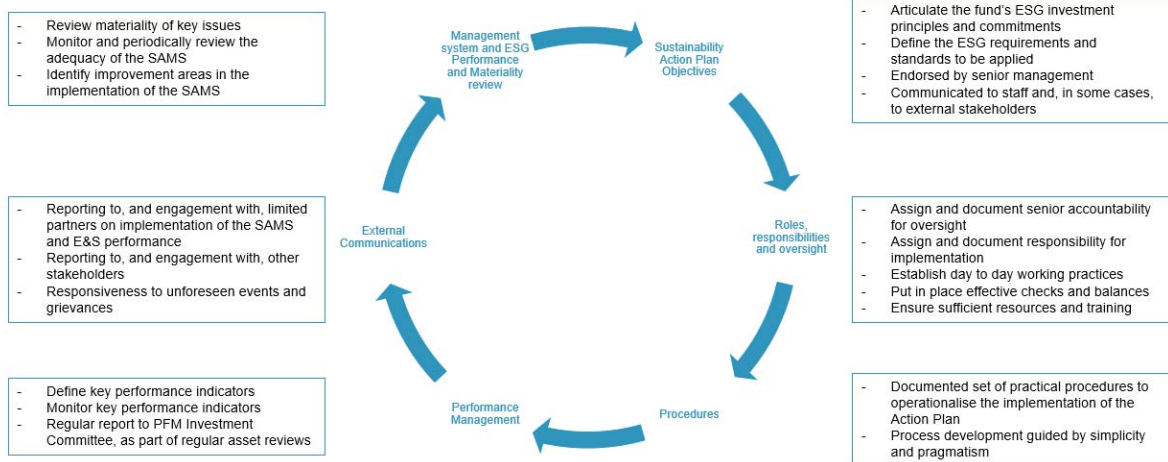 - Review materiality of key issues
- Monitor and periodically review the
adequacy of the SAMS
- Identify improvement areas in the
implementation of the SAMS
Management
system and ESG
Performance
and Materiality
review
Sustainability
Action Plan
Objectives
- Articulate the fund's ESG investment
principles and commitments
- Define the ESG requirements and
standards to be applied
- Endorsed by senior management
- Communicated to staff and, in some cases,
to external stakeholders
- Reporting to, and engagement with, limited
partners on implementation of the SAMS
and E&S performance
- Reporting to, and engagement with, other
stakeholders
- Responsiveness to unforeseen events and
grievances
External
Communications
Roles,
responsibilities
and oversight
- Assign and document senior accountability
for oversight
- Assign and document responsibility for
implementation
- Establish day to day working practices
- Put in place effective checks and balances
- Ensure sufficient resources and training
- Define key performance indicators
- Monitor key performance indicators
- Regular report to PFM Investment
Committee, as part of regular asset reviews
Performance
Management
Procedures
- Documented set of practical procedures to
operationalise the implementation of the
Action Plan
- Process development guided by simplicity
and pragmatism